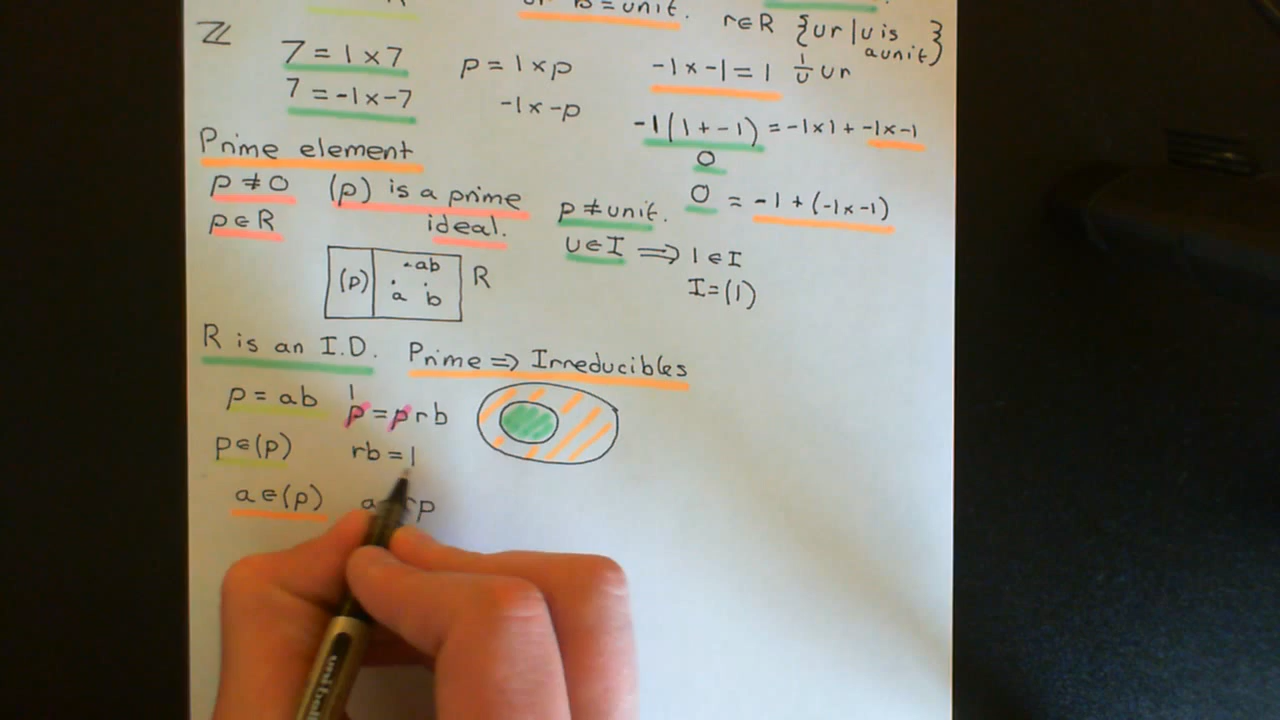 or b = unit.
r∈R {ur | u is a unit}
ℤ
7 = 1 × 7
7 = -1 × -7
p = 1 × p
-1 × -p
-1 × -1 = 1
1/u ur
-1(1 + -1) = -1×1 + -1×-1
0
0 = -1 + (-1×-1)
Prime element
p ≠ 0 (p) is a prime ideal.
p∈R
p ≠ unit.
u∈I ⟹ 1∈I
I = (1)
(p) ab R
a b
R is an I.D. Prime ⟹ Irreducibles
p = ab
1
p = p r b
p∈(p)
rb = 1
a∈(p)
p
uni